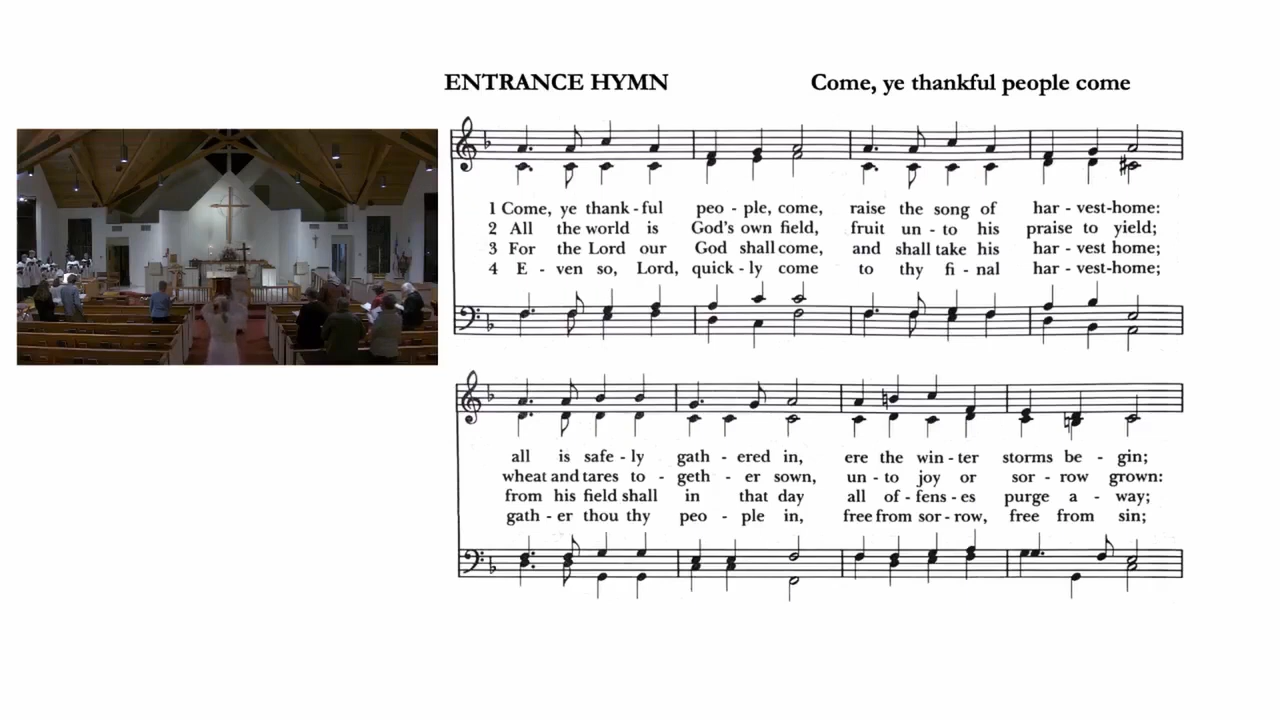 ENTRANCE HYMN Come, ye thankful people come
1 Come, ye thank - ful peo - ple, come, raise the song of har - vest-home:
2 All the world is God's own field, fruit un - to his praise to yield;
3 For the Lord our God shall come, and shall take his har - vest home;
4 E - ven so, Lord, quick - ly come to thy fi - nal har - vest-home;
all is safe - ly gath - ered in, ere the win - ter storms be - gin;
wheat and tares to - geth - er sown, un - to joy or sor - row grown:
from his field shall in that day all of - fens - es purge a - way;
gath - er thou thy peo - ple in, free from sor - row, free from sin;